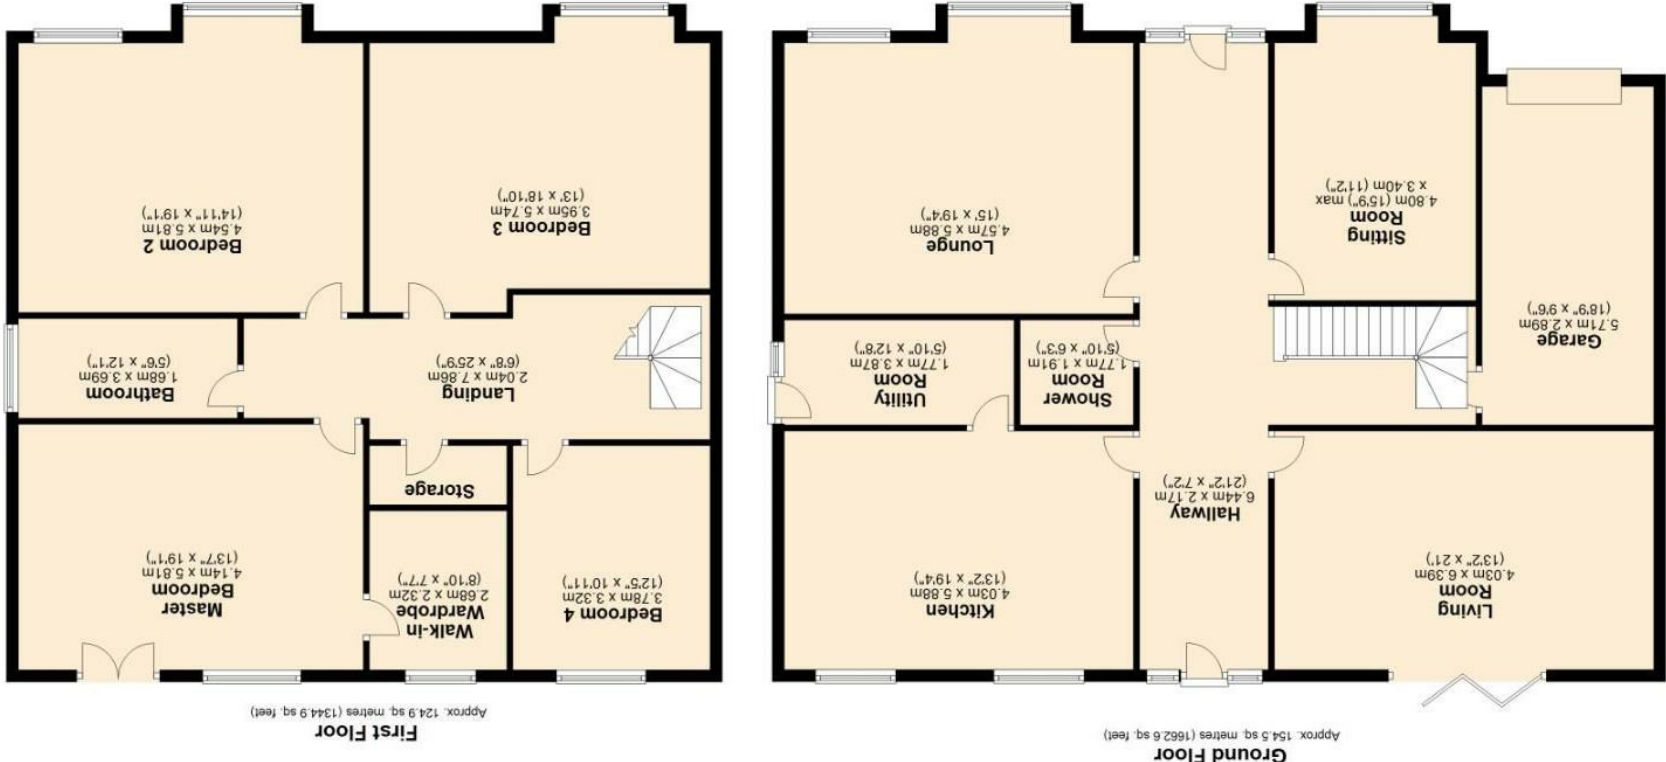 Ground Floor
Approx. 154.5 sq. metres (1662.6 sq. feet)
Living
Room
4.03m x 6.39m
(13'2" x 21')
Hallway
6.44m x 2.17m
(21'2" x 7'2")
Kitchen
4.03m x 5.88m
(13'2" x 19'4")
Garage
5.71m x 2.89m
(18'9" x 9'6)
Shower
Room
1.77m x 1.91m
(5'10" x 6'3")
Utility
Room
1.77m x 3.87m
(5'10" x 12'8")
Sitting
Room
4.80m (15'9") max
x 3.40m (11'2")
Lounge
4.57m x 5.88m
(15' x 19'4")
First Floor
Approx. 124.9 sq. metres (1344.9 sq. feet)
Bedroom 4
3.78m x 3.32m
(12'5" x 10'11")
Walk-in
Wardrobe
2.68m x 2.32m
(8'10" x 7'7")
Master
Bedroom
4.14m x 5.81m
(13'7" x 19'1")
Storage
Landing
2.04m x 7.86m
(6'8" x 25'9")
Bathroom
1.68m x 3.69m
(5'6" x 12'1")
Bedroom 3
3.95m x 5.74m
(13' x 18'10")
Bedroom 2
4.54m x 5.81m
(14'11" x 19'1")